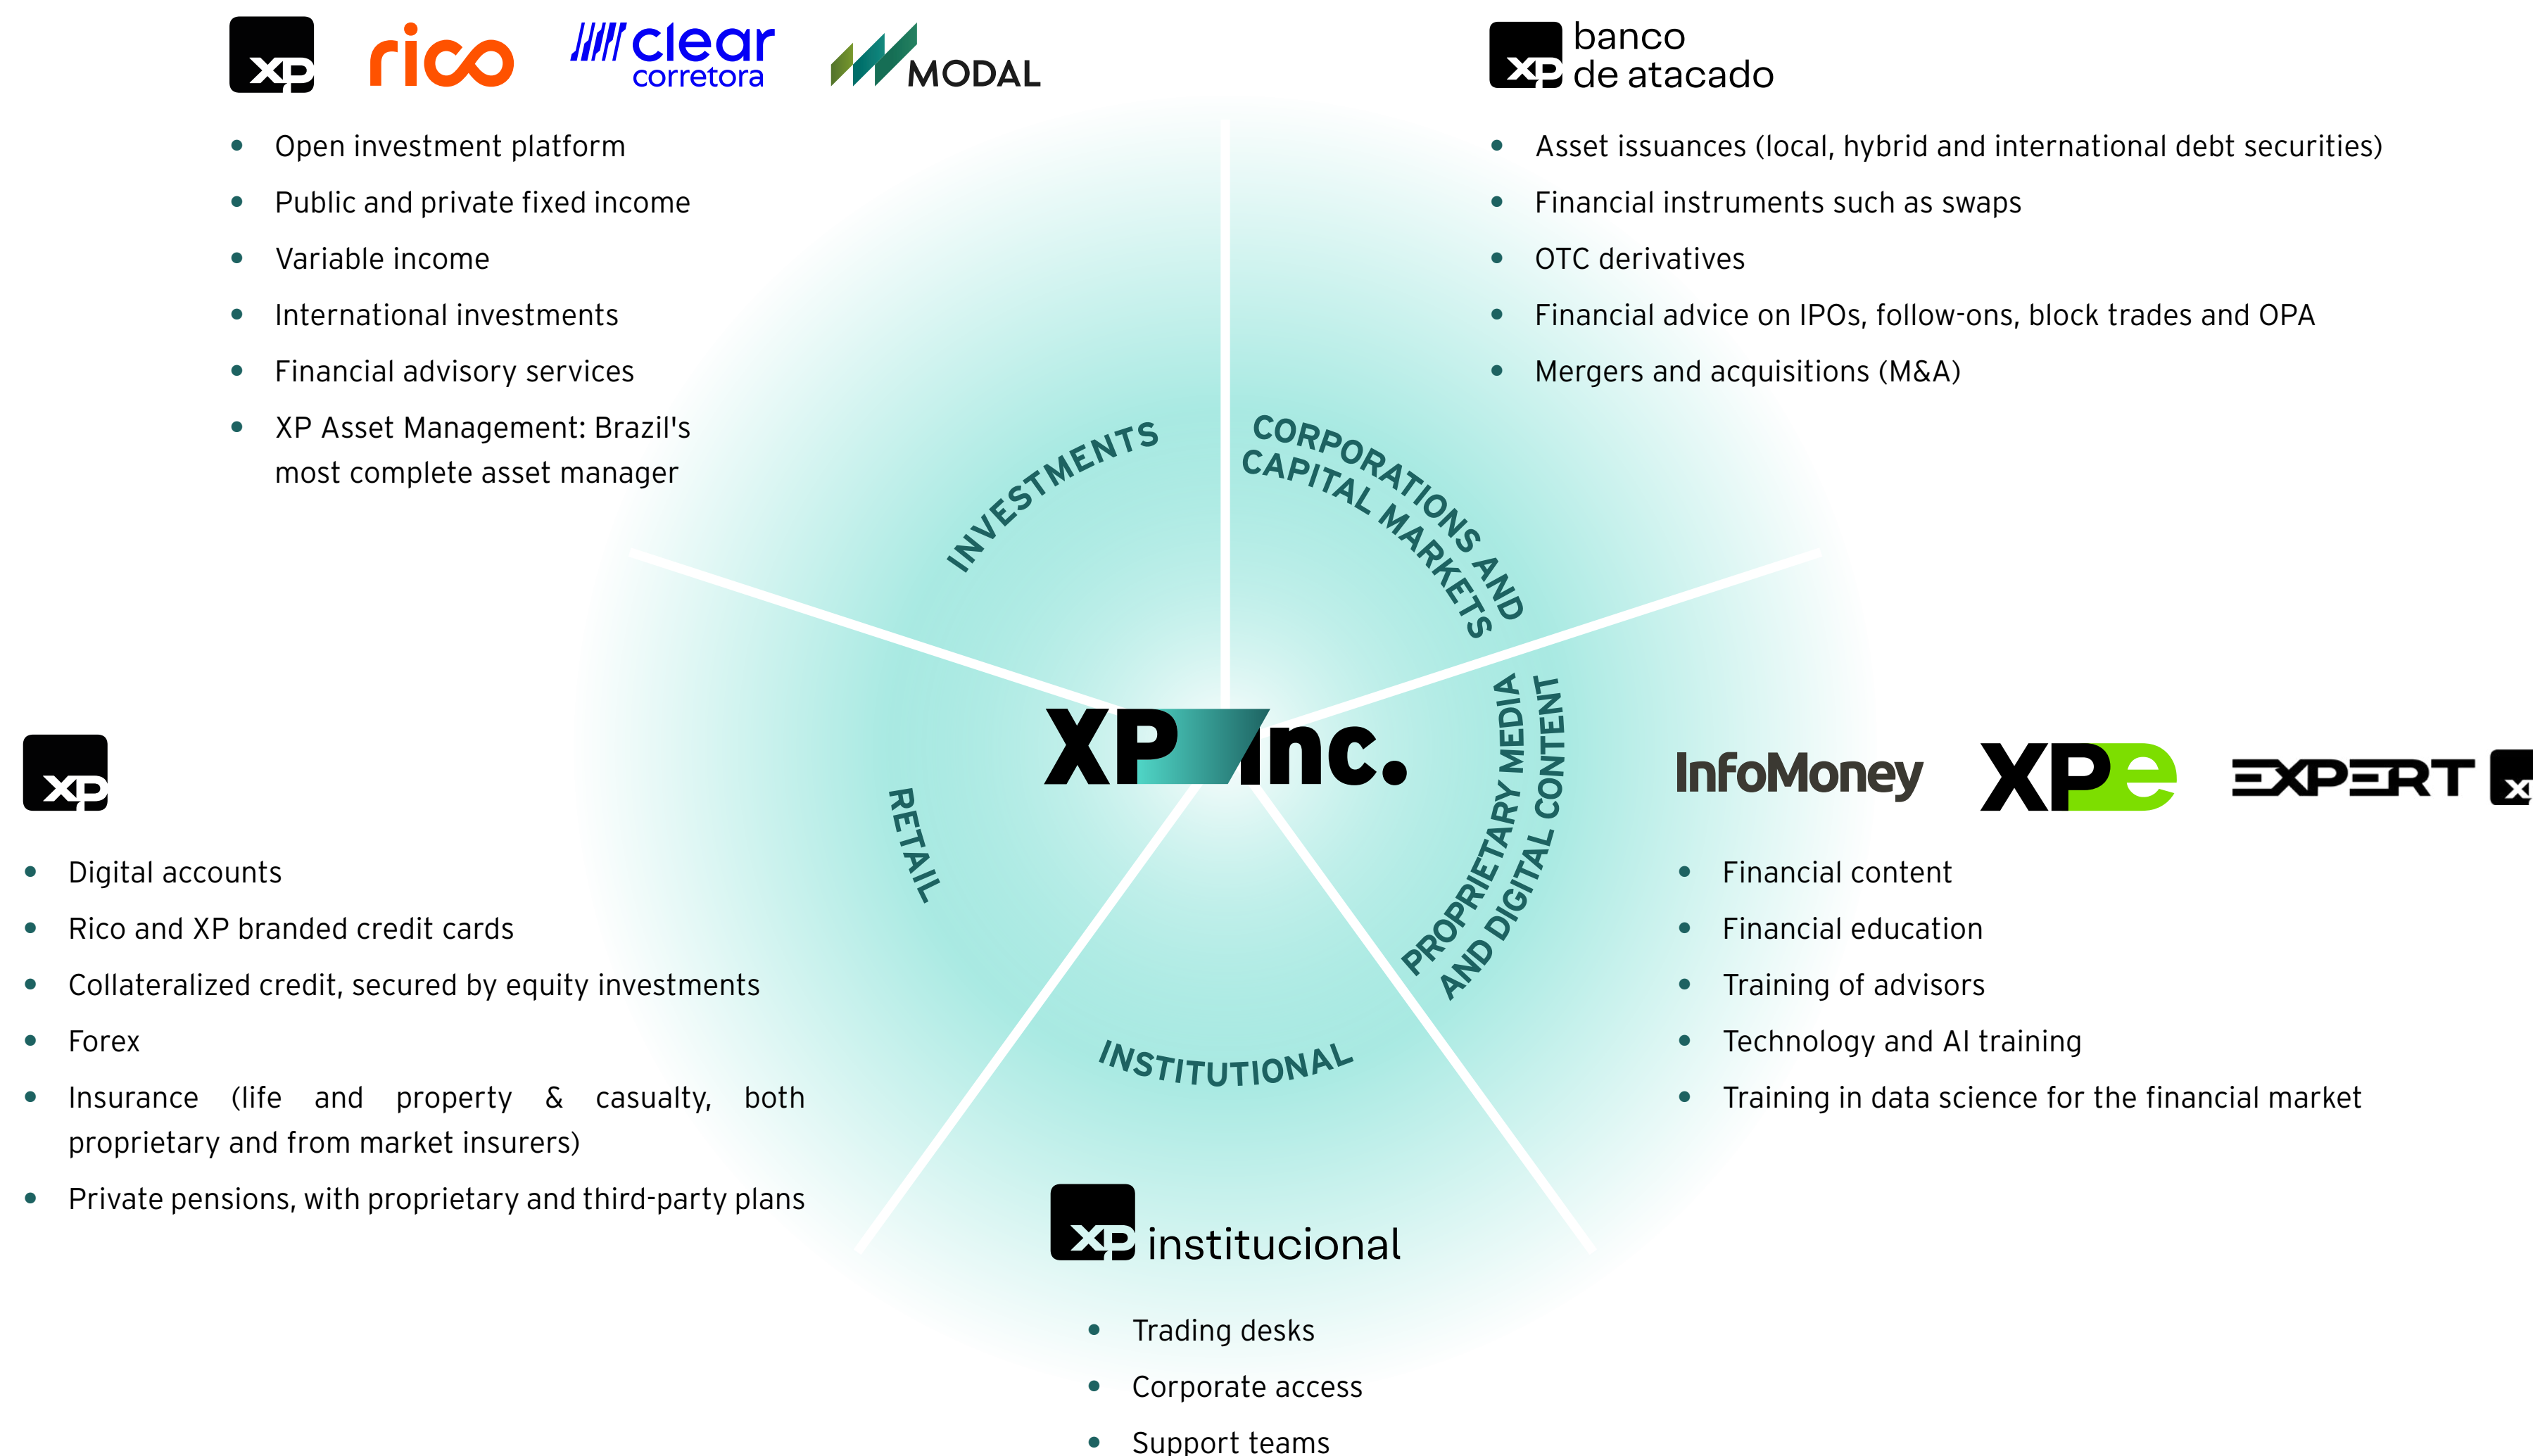 xp rico clear corretora MODAL
Open investment platform
Public and private fixed income
Variable income
International investments
Financial advisory services
XP Asset Management: Brazil's
most complete asset manager
xp banco
de atacado
Asset issuances (local, hybrid and international debt securities)
Financial instruments such as swaps
OTC derivatives
Financial advice on IPOs, follow-ons, block trades and OPA
Mergers and acquisitions (M&A)
INVESTMENTS
CORPORATIONS AND
CAPITAL MARKETS
XP inc.
PROPRIETARY MEDIA
AND DIGITAL CONTENT
RETAIL
INSTITUTIONAL
xp
Digital accounts
Rico and XP branded credit cards
Collateralized credit, secured by equity investments
Forex
Insurance (life and property & casualty, both
proprietary and from market insurers)
Private pensions, with proprietary and third-party plans
InfoMoney XPe EXPERT
Financial content
Financial education
Training of advisors
Technology and AI training
Training in data science for the financial market
xp institucional
Trading desks
Corporate access
Support teams